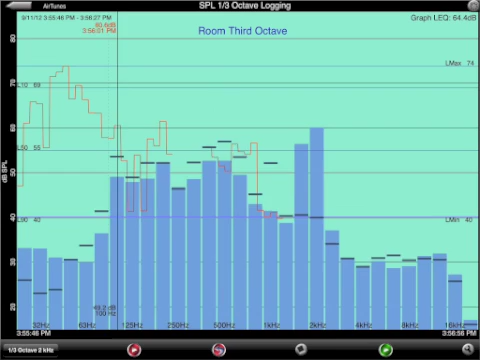 AirTunes
SPL 1/3 Octave Logging
9/11/12 3:55:46 PM - 3:56:27 PM
Graph LEQ: 64.4dB
60.6dB
3:56:01 PM
Room Third Octave
80
LMax 74
70
L10 69
60
L50 55
50
dB SPL
L90 40
40
LMin 40
30
49.2dB
100 Hz
20
32Hz 63Hz 125Hz 250Hz 500Hz 1kHz 2kHz 4kHz 8kHz 16kHz
3:55:46 PM
3:56:56 PM
1/3 Octave 2 kHz